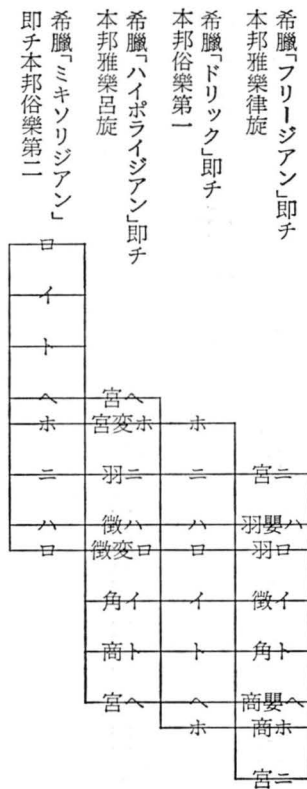 希臘「フリージアン」即チ
本邦雅樂律旋
ニ宮
ハ嬰羽
ロ羽
イ徴
ト角
ヘ嬰商
ホ商
ニ宮
希臘「ドリック」即チ
本邦俗樂第一
ホ
ニ
ハ
ロ
イ
ト
ヘ
ホ
希臘「ハイポライジアン」即チ
本邦雅樂呂旋
ヘ宮
ホ変宮
ニ羽
ハ徴
ロ変徴
イ角
ト商
ヘ宮
希臘「ミキソリジアン」
即チ本邦俗樂第二
ロ
イ
ト
ヘ
ホ
ニ
ハ
ロ